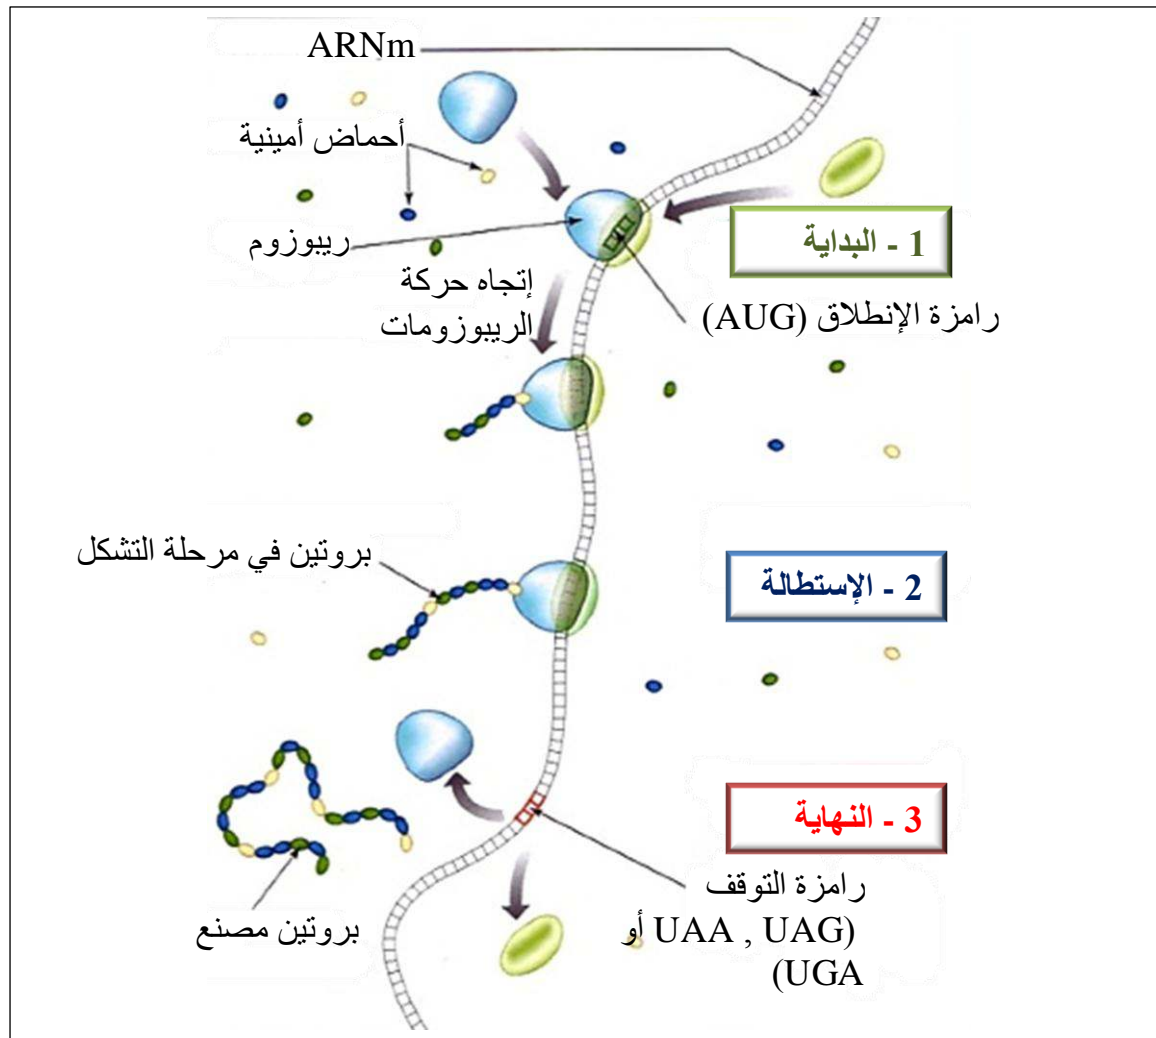 ARNm
أحماض أمينية
1 - البداية
ريبوزوم
إتجاه حركة
الريبوزومات
رامزة الإنطلاق (AUG)
بروتين في مرحلة التشكل
2 - الإستطالة
3 - النهاية
رامزة التوقف
(UAA , UAG أو
UGA)
بروتين مصنع